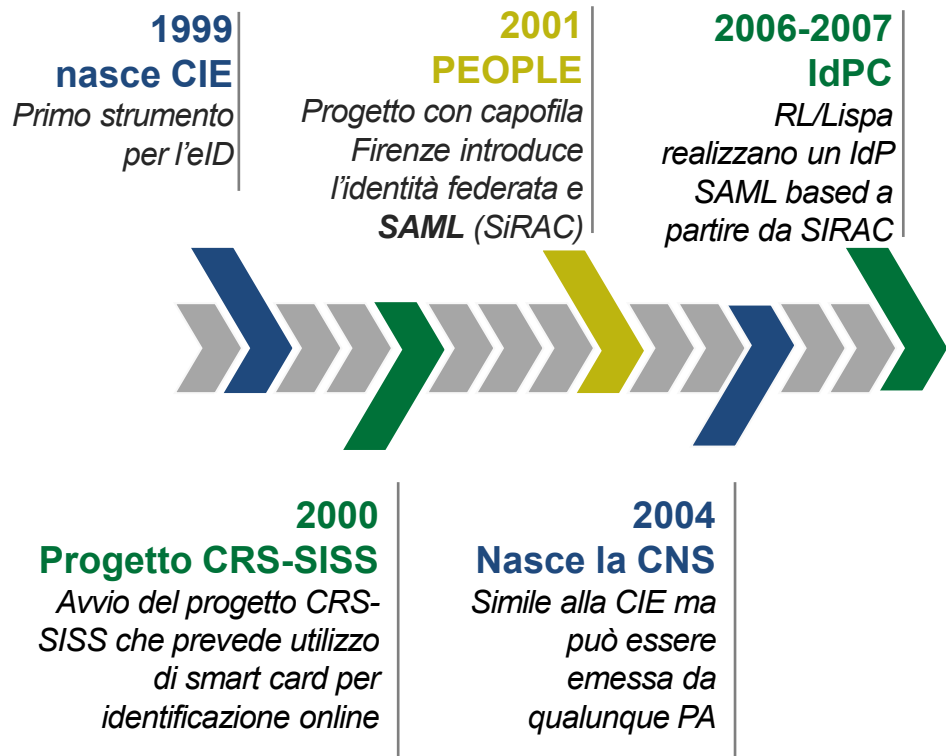 1999
nasce CIE
Primo strumento
per l'eID
2001
PEOPLE
Progetto con capofila
Firenze introduce
l'identità federata e
SAML (SiRAC)
2006-2007
IdPC
RL/Lispa
realizzano un IdP
SAML based a
partire da SIRAC
2000
Progetto CRS-SISS
Avvio del progetto CRS-
SISS che prevede utilizzo
di smart card per
identificazione online
2004
Nasce la CNS
Simile alla CIE ma
può essere
emessa da
qualunque PA